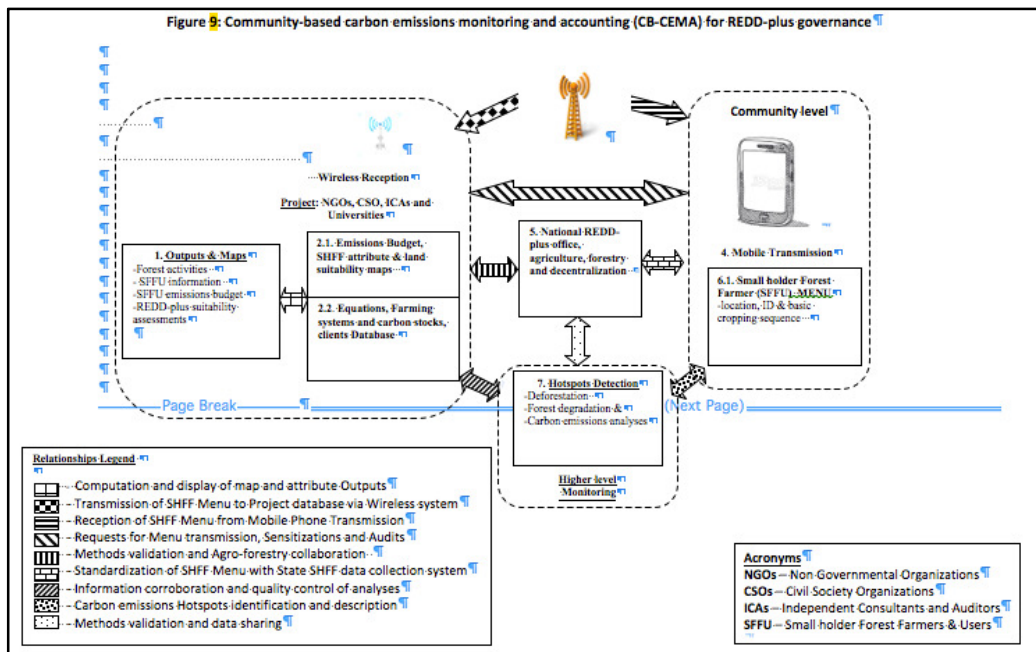 Figure 9: Community-based carbon emissions monitoring and accounting (CB-CEMA) for REDD-plus governance¶
Community level ¶
Wireless Reception
Project: NGOs, CSO, ICAs and
Universities
1. Outputs & Maps
-Forest activities
- SFFU information
-SFFU emissions budget
-REDD-plus suitability
assessments
2.1. Emissions Budget,
SHFF attribute & land
suitability maps
2.2. Equations, Farming
systems and carbon stocks,
clients Database
5. National REDD-
plus office,
agriculture, forestry
and decentralization
4. Mobile Transmission
6.1. Small holder Forest
Farmer (SFFU) MENU
-location, ID & basic
cropping sequence
7. Hotspots Detection
-Deforestation
-Forest degradation &
-Carbon emissions analyses
Page Break
(Next Page)
Higher level
Monitoring
Relationships Legend
- Computation and display of map and attribute Outputs¶
- Transmission of SHFF Menu to Project database via Wireless system¶
- Reception of SHFF Menu from Mobile Phone Transmission¶
- Requests for Menu transmission, Sensitizations and Audits¶
- Methods validation and Agro-forestry collaboration ¶
- Standardization of SHFF Menu with State SHFF data collection system¶
- Information corroboration and quality control of analyses¶
- Carbon emissions Hotspots identification and description¶
- Methods validation and data sharing¶
Acronyms¶
NGOs – Non Governmental Organizations¶
CSOs – Civil Society Organizations¶
ICAs – Independent Consultants and Auditors¶
SFFU – Small holder Forest Farmers & Users¶